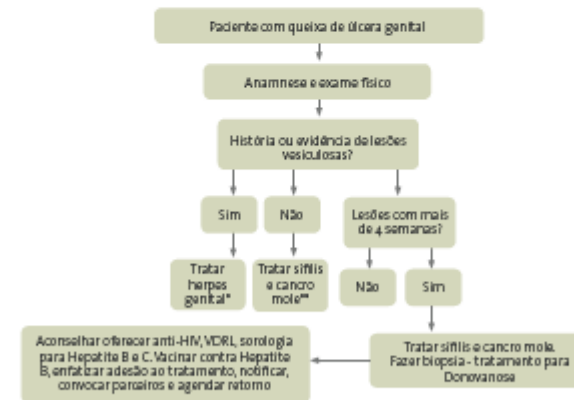 Paciente com queixa de úlcera genital
Anamnese e exame físico
História ou evidência de lesões
vesiculosas?
Sim
Não
Lesões com mais
de 4 semanas?
Tratar
herpes
genital*
Tratar sífilis
e cancro
mole**
Não
Sim
Aconselhar oferecer anti-HIV, VDRL, sorologia
para Hepatite B e C. Vacinar contra Hepatite
B, enfatizar adesão ao tratamento, notificar,
convocar parceiros e agendar retorno
Tratar sífilis e cancro mole.
Fazer biopsia - tratamento para
Donovanose